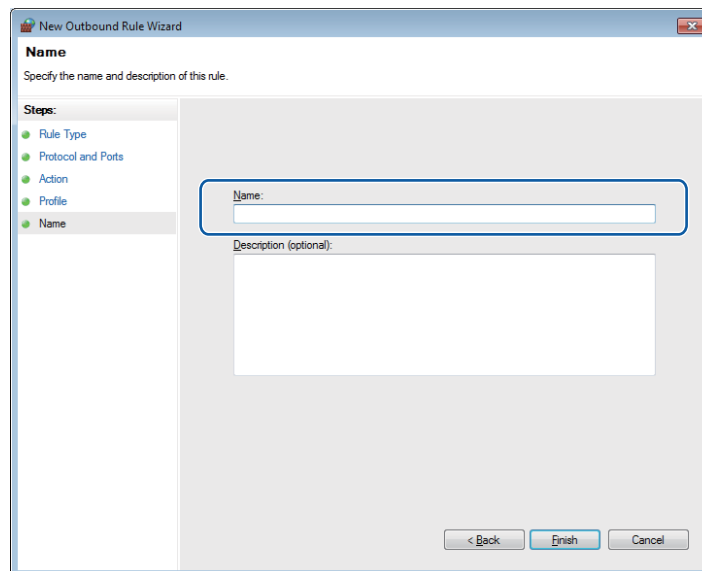 New Outbound Rule Wizard
Name
Specify the name and description of this rule.
Steps:
Rule Type
Protocol and Ports
Action
Profile
Name
Name:
Description (optional):
< Back
Finish
Cancel